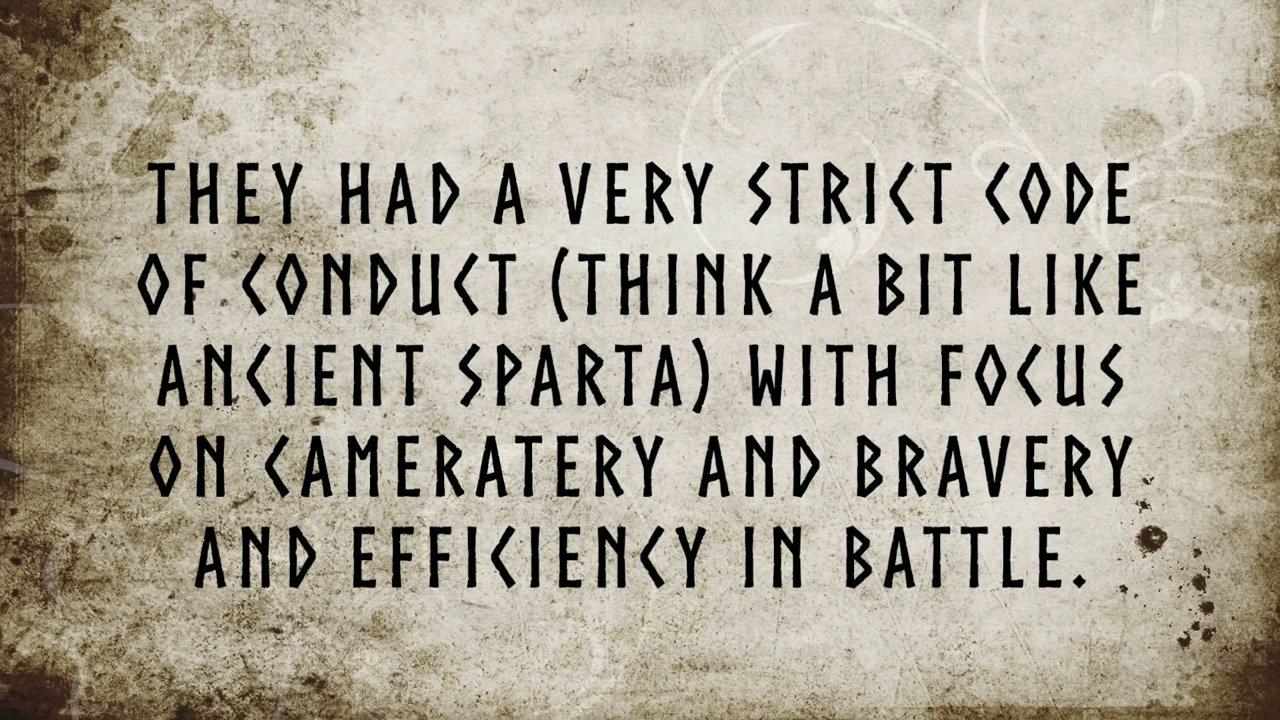 THEY HAD A VERY STRICT CODE
OF CONDUCT (THINK A BIT LIKE
ANCIENT SPARTA) WITH FOCUS
ON CAMERATERY AND BRAVERY
AND EFFICIENCY IN BATTLE.